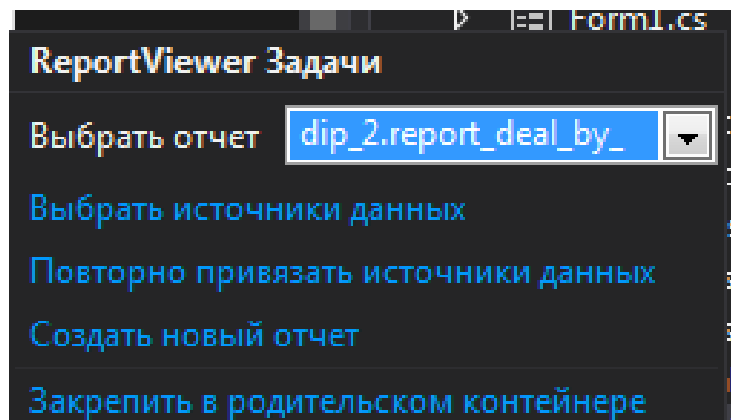 Form1.cs
ReportViewer Задачи
Выбрать отчет dip_2.report_deal_by_
Выбрать источники данных
Повторно привязать источники данных
Создать новый отчет
Закрепить в родительском контейнере